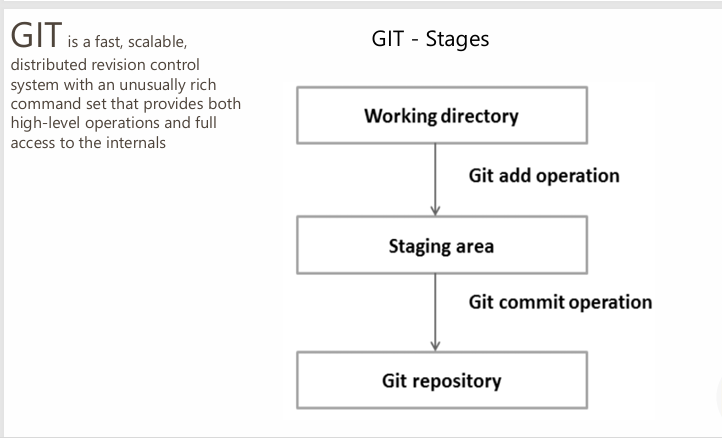 GIT is a fast, scalable,
distributed revision control
system with an unusually rich
command set that provides both
high-level operations and full
access to the internals
GIT - Stages
Working directory
Git add operation
Staging area
Git commit operation
Git repository